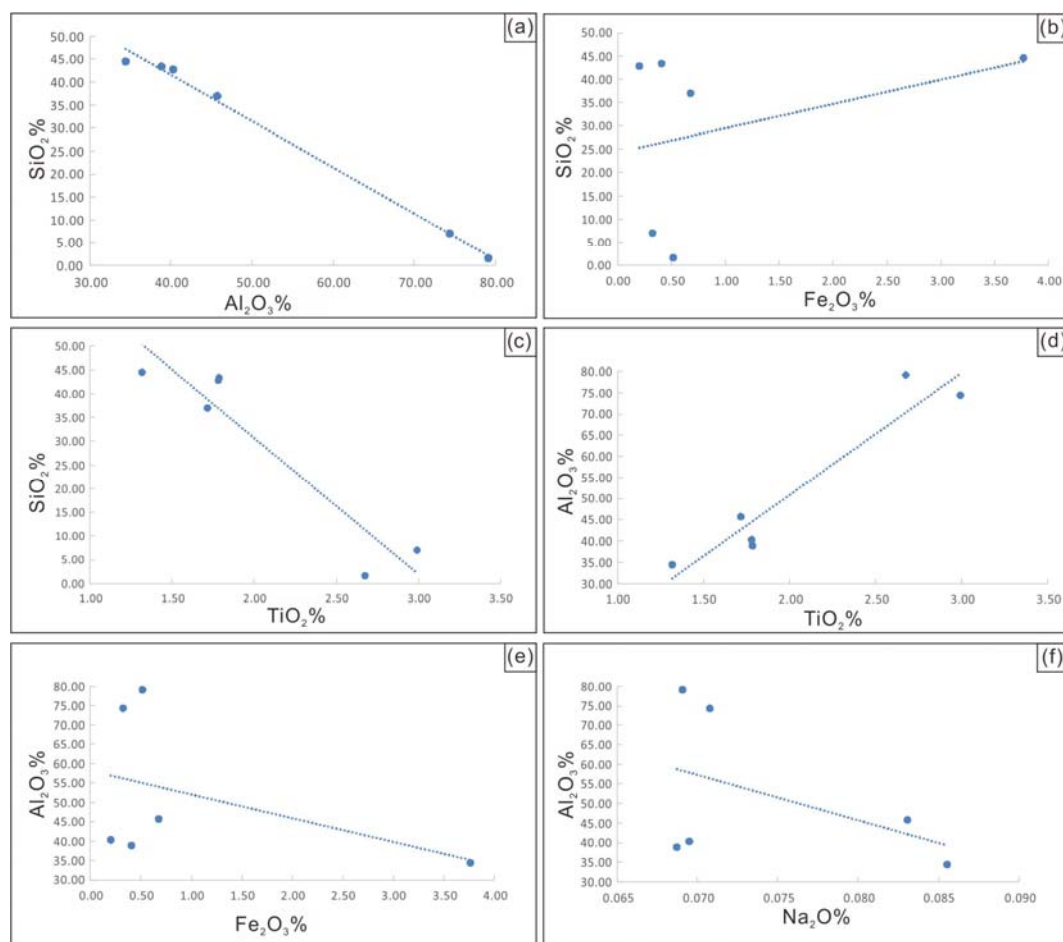 (a)
SiO₂%
50.00
45.00
40.00
35.00
30.00
25.00
20.00
15.00
10.00
5.00
0.00
30.00 40.00 50.00 60.00 70.00 80.00
Al₂O₃%
(b)
SiO₂%
50.00
45.00
40.00
35.00
30.00
25.00
20.00
15.00
10.00
5.00
0.00
0.00 0.50 1.00 1.50 2.00 2.50 3.00 3.50 4.00
Fe₂O₃%
(c)
SiO₂%
50.00
45.00
40.00
35.00
30.00
25.00
20.00
15.00
10.00
5.00
0.00
1.00 1.50 2.00 2.50 3.00 3.50
TiO₂%
(d)
Al₂O₃%
80.00
75.00
70.00
65.00
60.00
55.00
50.00
45.00
40.00
35.00
30.00
1.00 1.50 2.00 2.50 3.00 3.50
TiO₂%
(e)
Al₂O₃%
80.00
75.00
70.00
65.00
60.00
55.00
50.00
45.00
40.00
35.00
30.00
0.00 0.50 1.00 1.50 2.00 2.50 3.00 3.50 4.00
Fe₂O₃%
(f)
Al₂O₃%
80.00
75.00
70.00
65.00
60.00
55.00
50.00
45.00
40.00
35.00
30.00
0.065 0.070 0.075 0.080 0.085 0.090
Na₂O%